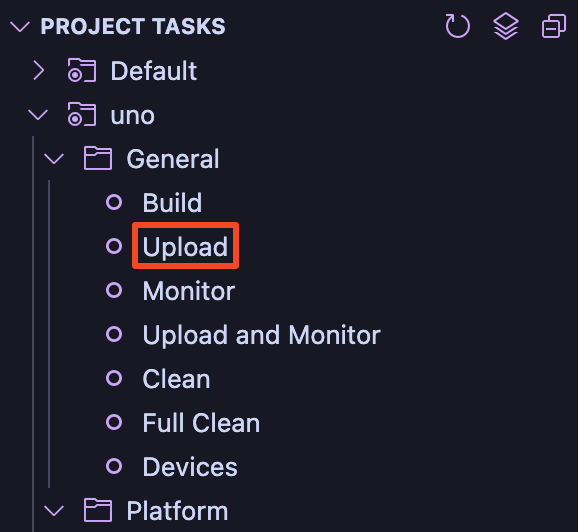 PROJECT TASKS
Default
uno
General
Build
Upload
Monitor
Upload and Monitor
Clean
Full Clean
Devices
Platform